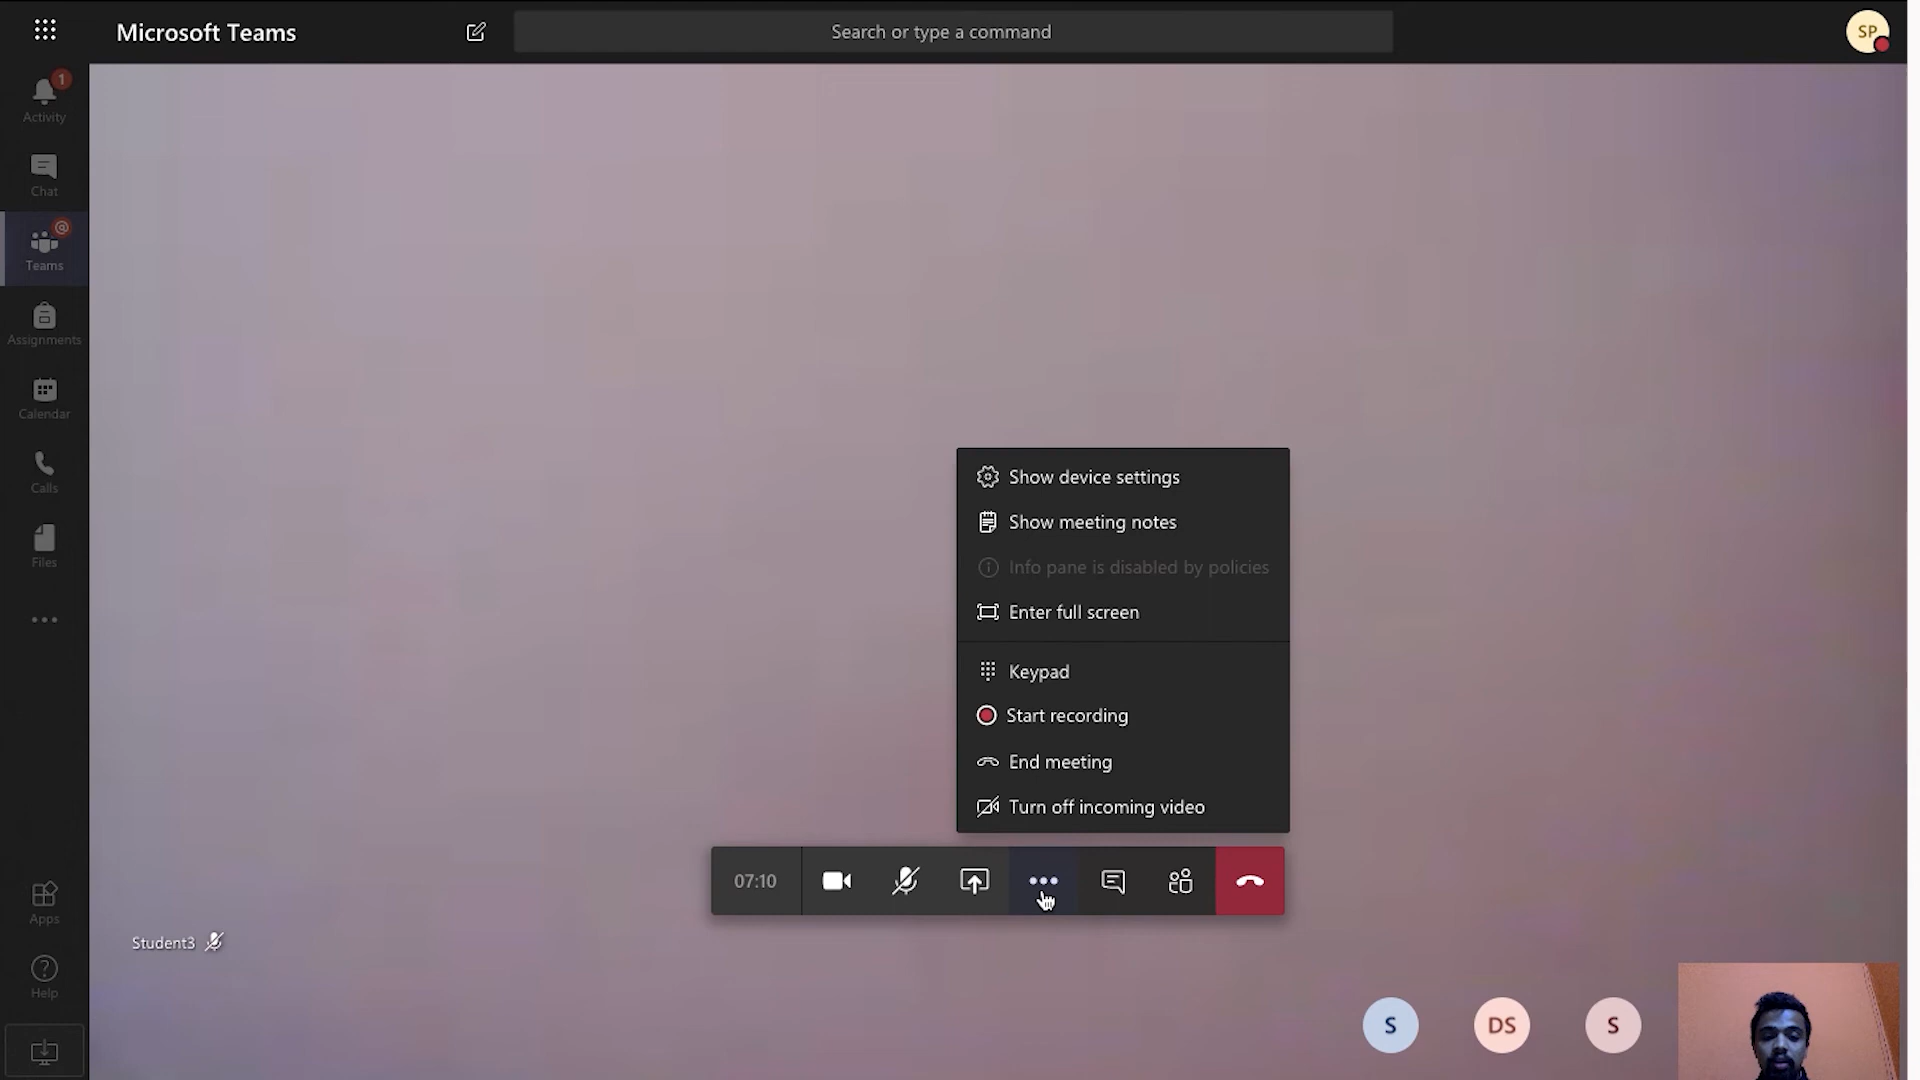 Microsoft Teams
Search or type a command
SP
1
Activity
Chat
@
Teams
Assignments
Calendar
Calls
Files
Apps
Help
Show device settings
Show meeting notes
Info pane is disabled by policies
Enter full screen
Keypad
Start recording
End meeting
Turn off incoming video
07:10
Student3
S
DS
S